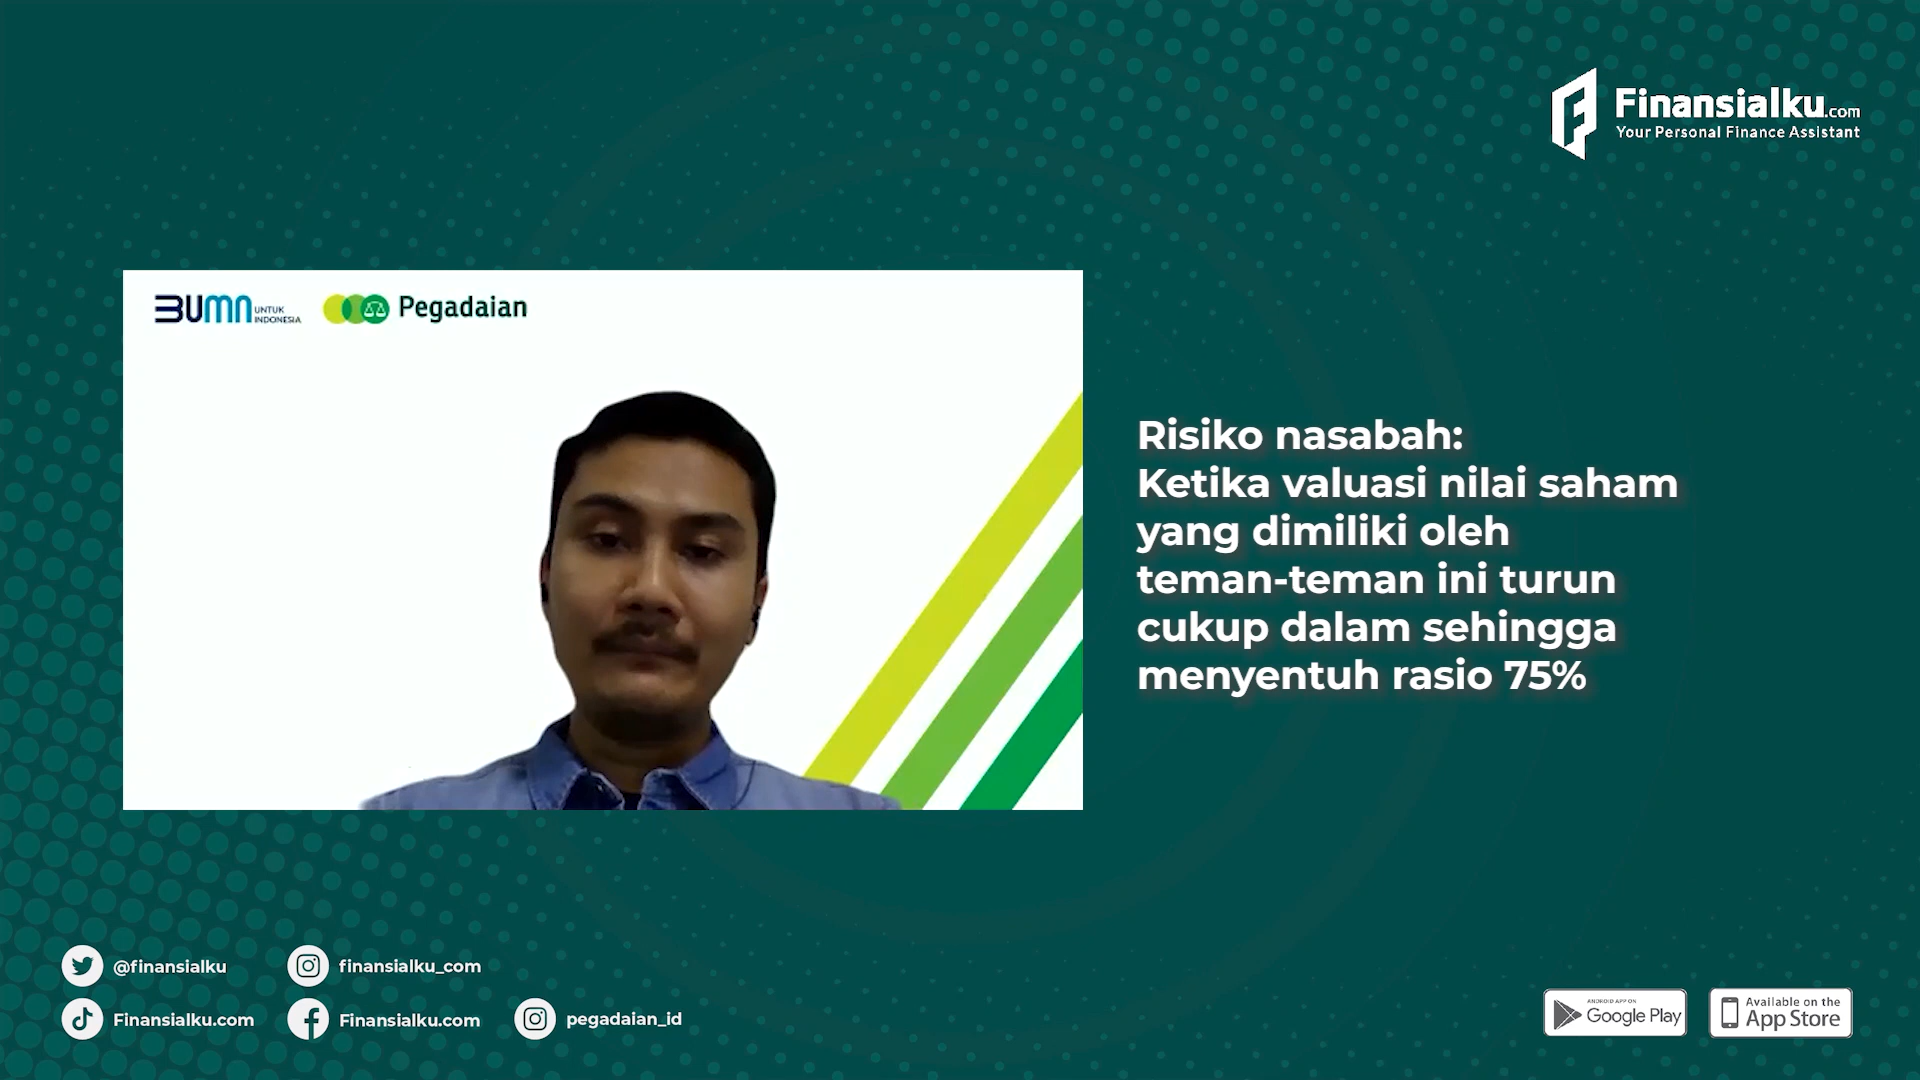 Finansialku.com
Your Personal Finance Assistant
BUMN UNTUK INDONESIA
Pegadaian
Risiko nasabah:
Ketika valuasi nilai saham
yang dimiliki oleh
teman-teman ini turun
cukup dalam sehingga
menyentuh rasio 75%
@finansialku
finansialku_com
Finansialku.com
Finansialku.com
pegadaian_id
ANDROID APP ON
Google Play
Available on the
App Store